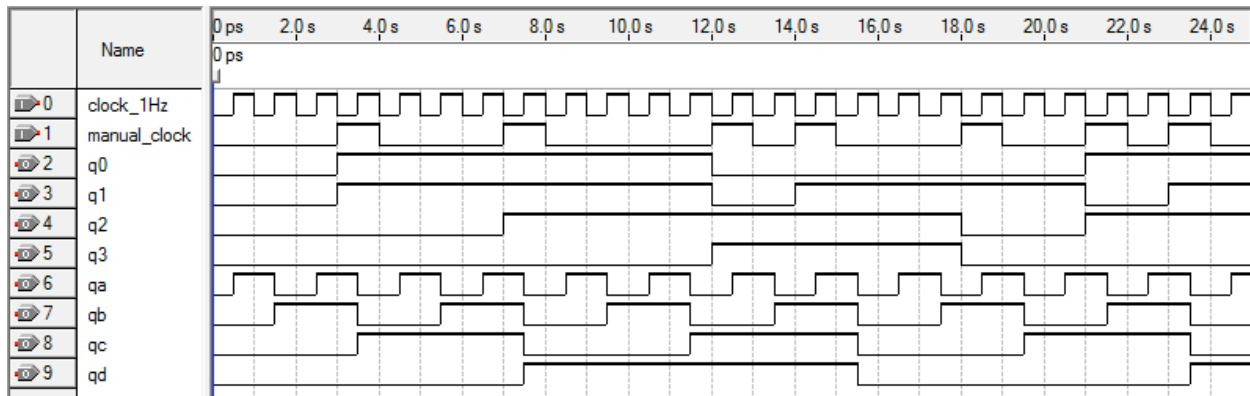 Name
0 ps 2.0 s 4.0 s 6.0 s 8.0 s 10.0 s 12.0 s 14.0 s 16.0 s 18.0 s 20.0 s 22.0 s 24.0 s
0 ps
0 clock_1Hz
1 manual_clock
2 q0
3 q1
4 q2
5 q3
6 qa
7 qb
8 qc
9 qd